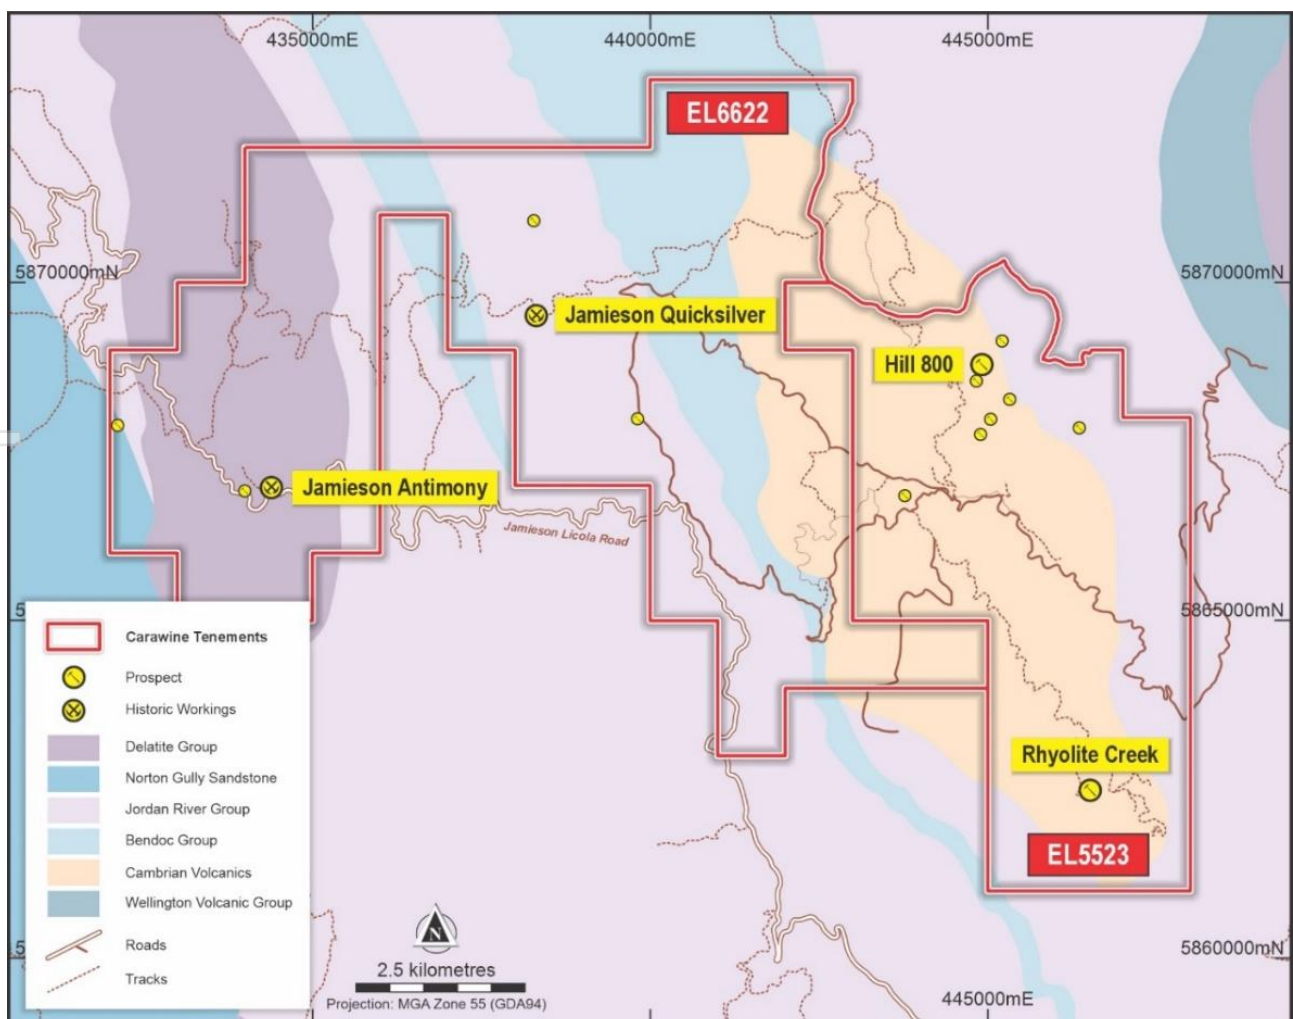 435000mE
440000mE
445000mE
EL6622
5870000mN
5870000mN
Jamieson Quicksilver
Hill 800
Jamieson Antimony
Jamieson Licola Road
5865000mN
Carawine Tenements
Prospect
Historic Workings
Delatite Group
Norton Gully Sandstone
Jordan River Group
Bendoc Group
Cambrian Volcanics
Wellington Volcanic Group
Roads
Tracks
Rhyolite Creek
EL5523
N
2.5 kilometres
Projection: MGA Zone 55 (GDA94)
5860000mN
445000mE